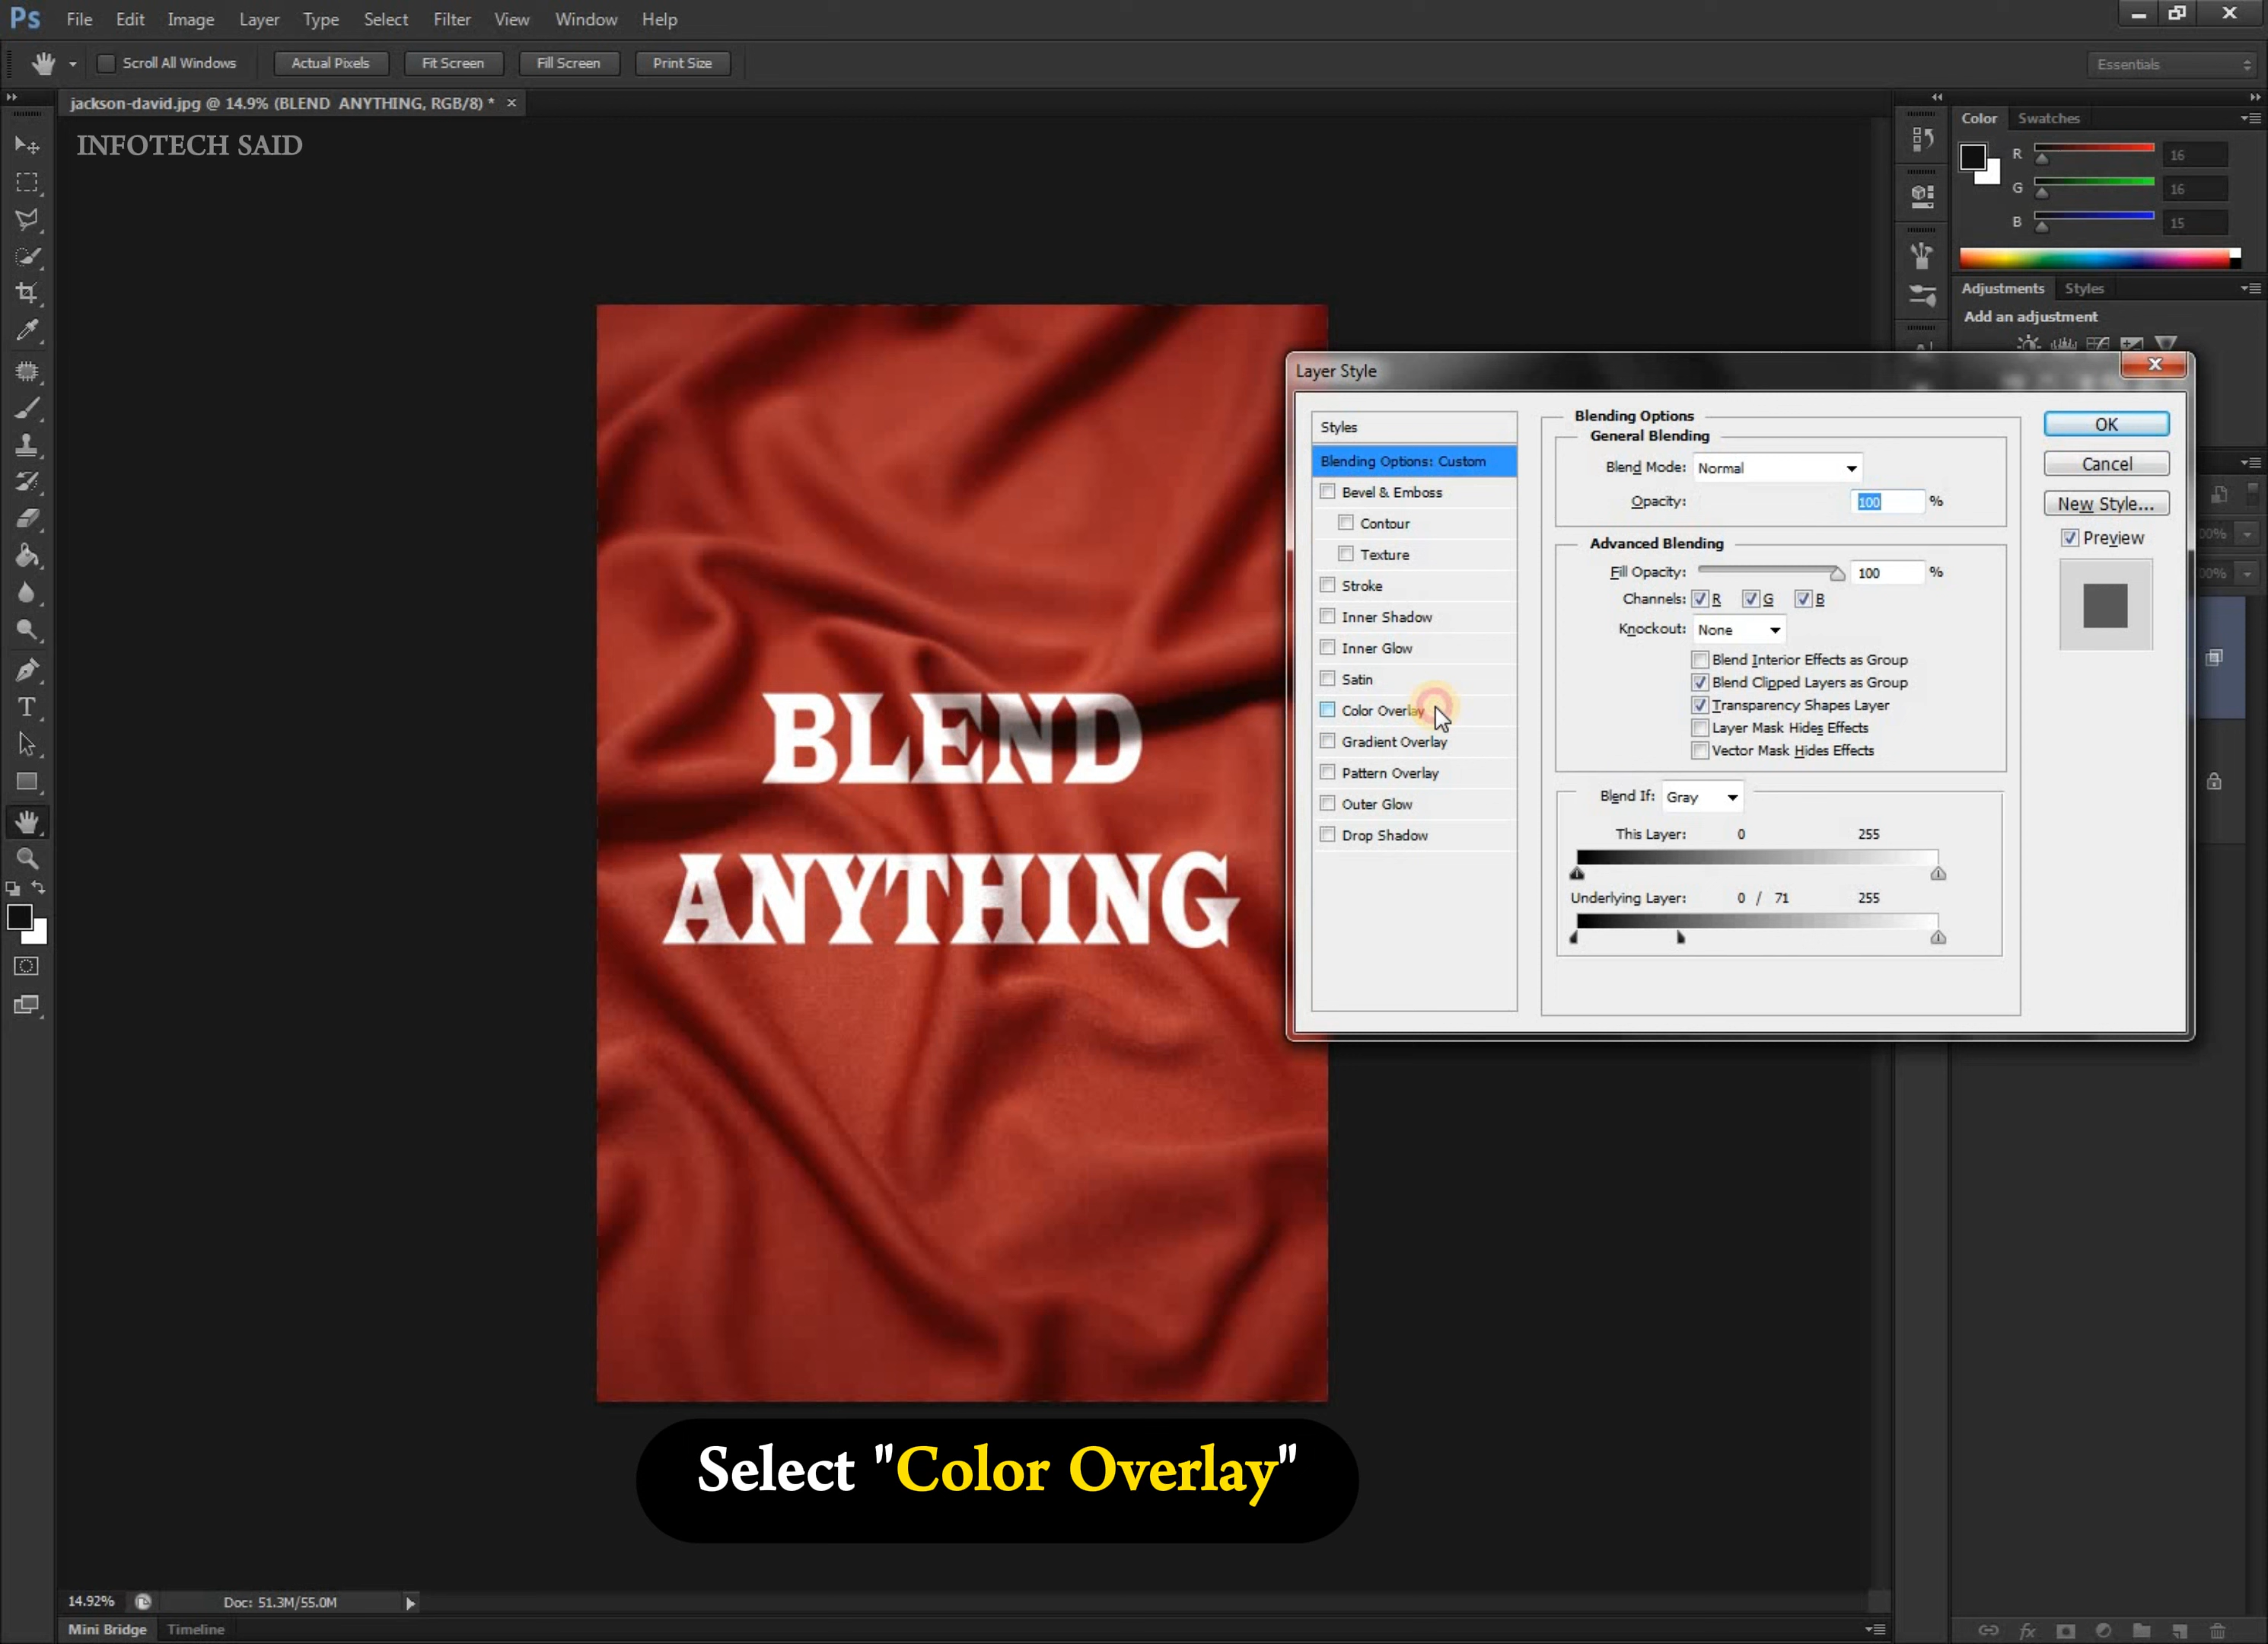 Ps File Edit Image Layer Type Select Filter View Window Help
Scroll All Windows Actual Pixels Fit Screen Fill Screen Print Size Essentials
jackson-david.jpg @ 14.9% (BLEND ANYTHING, RGB/8) * ×
INFOTECH SAID
Color Swatches
R 16
G 16
B 15
Adjustments Styles
Add an adjustment
Layer Style
Styles
Blending Options: Custom
Bevel & Emboss
Contour
Texture
Stroke
Inner Shadow
Inner Glow
Satin
Color Overlay
Gradient Overlay
Pattern Overlay
Outer Glow
Drop Shadow
Blending Options
General Blending
Blend Mode: Normal
Opacity: 100 %
Advanced Blending
Fill Opacity: 100 %
Channels: R G B
Knockout: None
Blend Interior Effects as Group
Blend Clipped Layers as Group
Transparency Shapes Layer
Layer Mask Hides Effects
Vector Mask Hides Effects
Blend If: Gray
This Layer: 0 255
Underlying Layer: 0 / 71 255
OK
Cancel
New Style...
Preview
BLEND
ANYTHING
Select "Color Overlay"
14.92% Doc: 51.3M/55.0M
Mini Bridge Timeline
fx